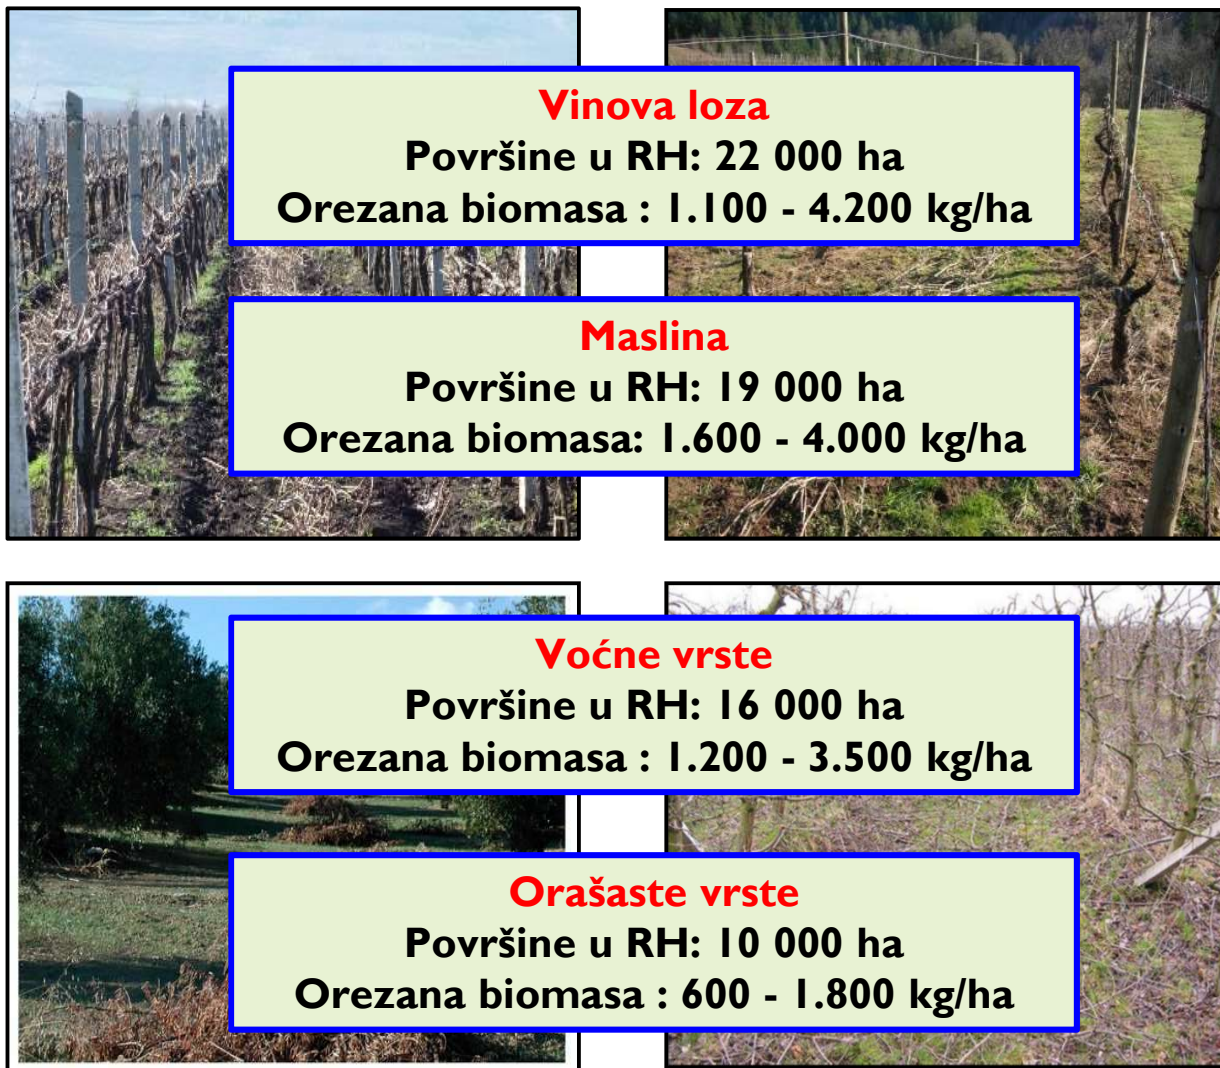 Vinova loza
Površine u RH: 22 000 ha
Orezana biomasa : 1.100 - 4.200 kg/ha
Maslina
Površine u RH: 19 000 ha
Orezana biomasa: 1.600 - 4.000 kg/ha
Voćne vrste
Površine u RH: 16 000 ha
Orezana biomasa : 1.200 - 3.500 kg/ha
Orašaste vrste
Površine u RH: 10 000 ha
Orezana biomasa : 600 - 1.800 kg/ha